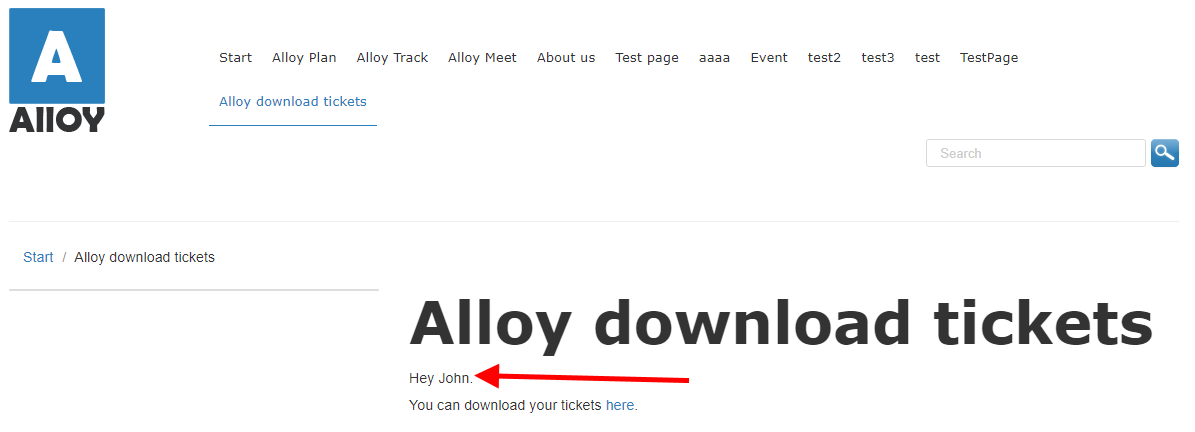 A
Alloy
Start Alloy Plan Alloy Track Alloy Meet About us Test page aaaa Event test2 test3 test TestPage
Alloy download tickets
Search
Start / Alloy download tickets
Alloy download tickets
Hey John.
You can download your tickets here.